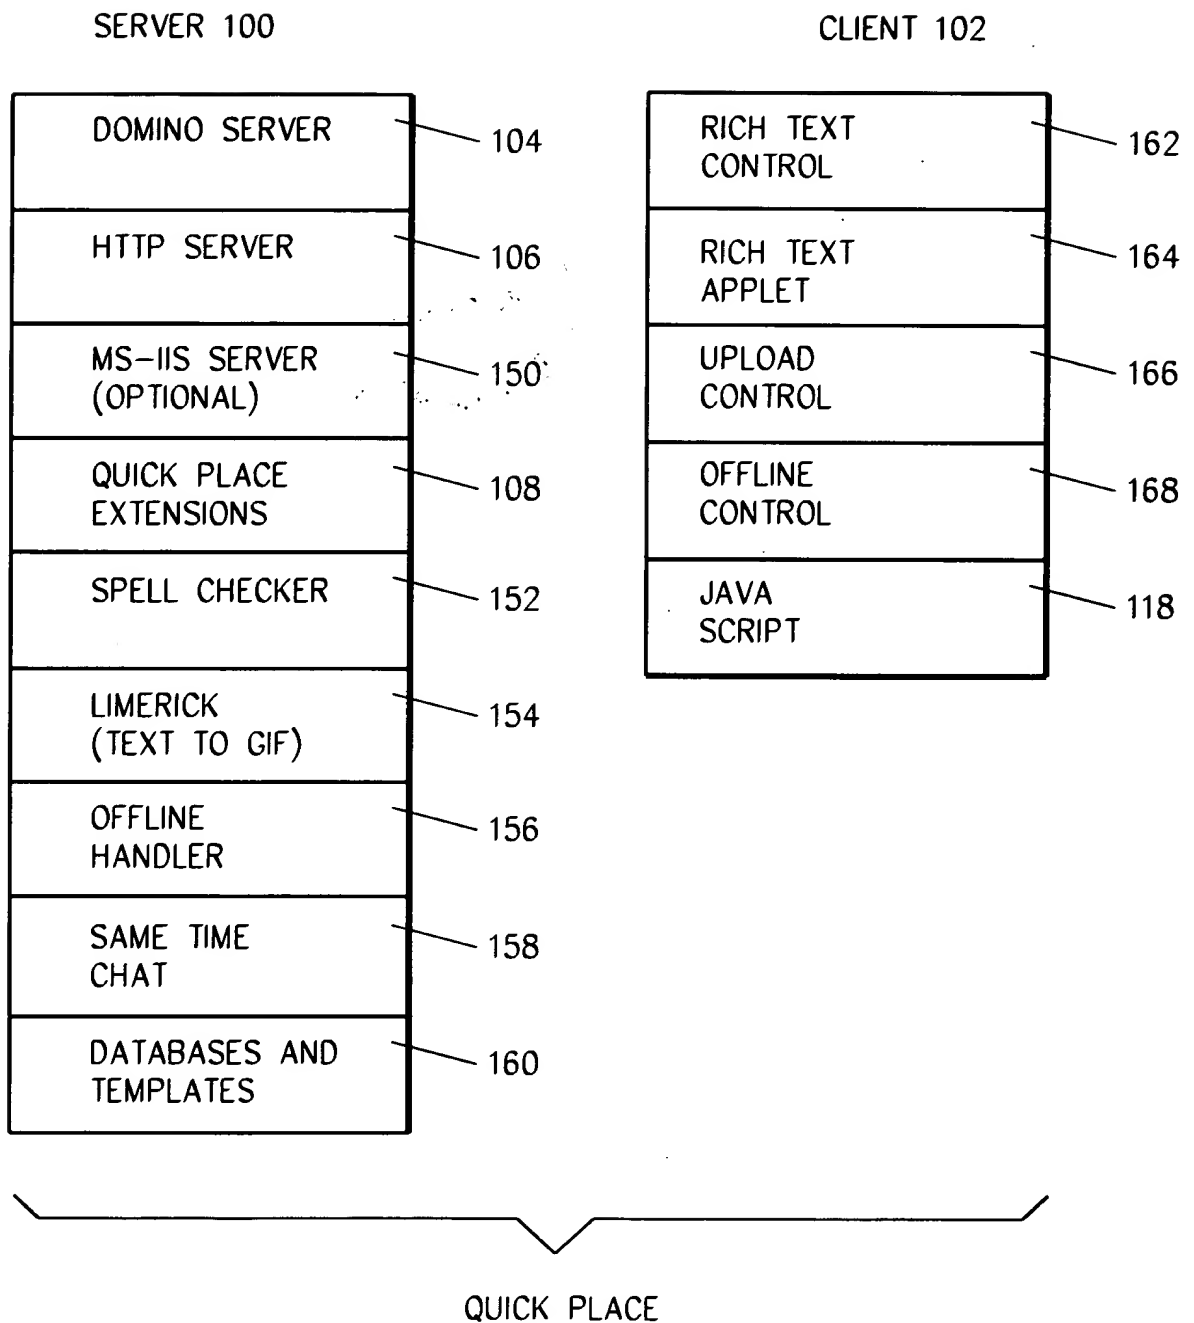 SERVER 100
DOMINO SERVER
104
HTTP SERVER
106
MS-IIS SERVER
(OPTIONAL)
150
QUICK PLACE
EXTENSIONS
108
SPELL CHECKER
152
LIMERICK
(TEXT TO GIF)
154
OFFLINE
HANDLER
156
SAME TIME
CHAT
158
DATABASES AND
TEMPLATES
160
CLIENT 102
RICH TEXT
CONTROL
162
RICH TEXT
APPLET
164
UPLOAD
CONTROL
166
OFFLINE
CONTROL
168
JAVA
SCRIPT
118
QUICK PLACE